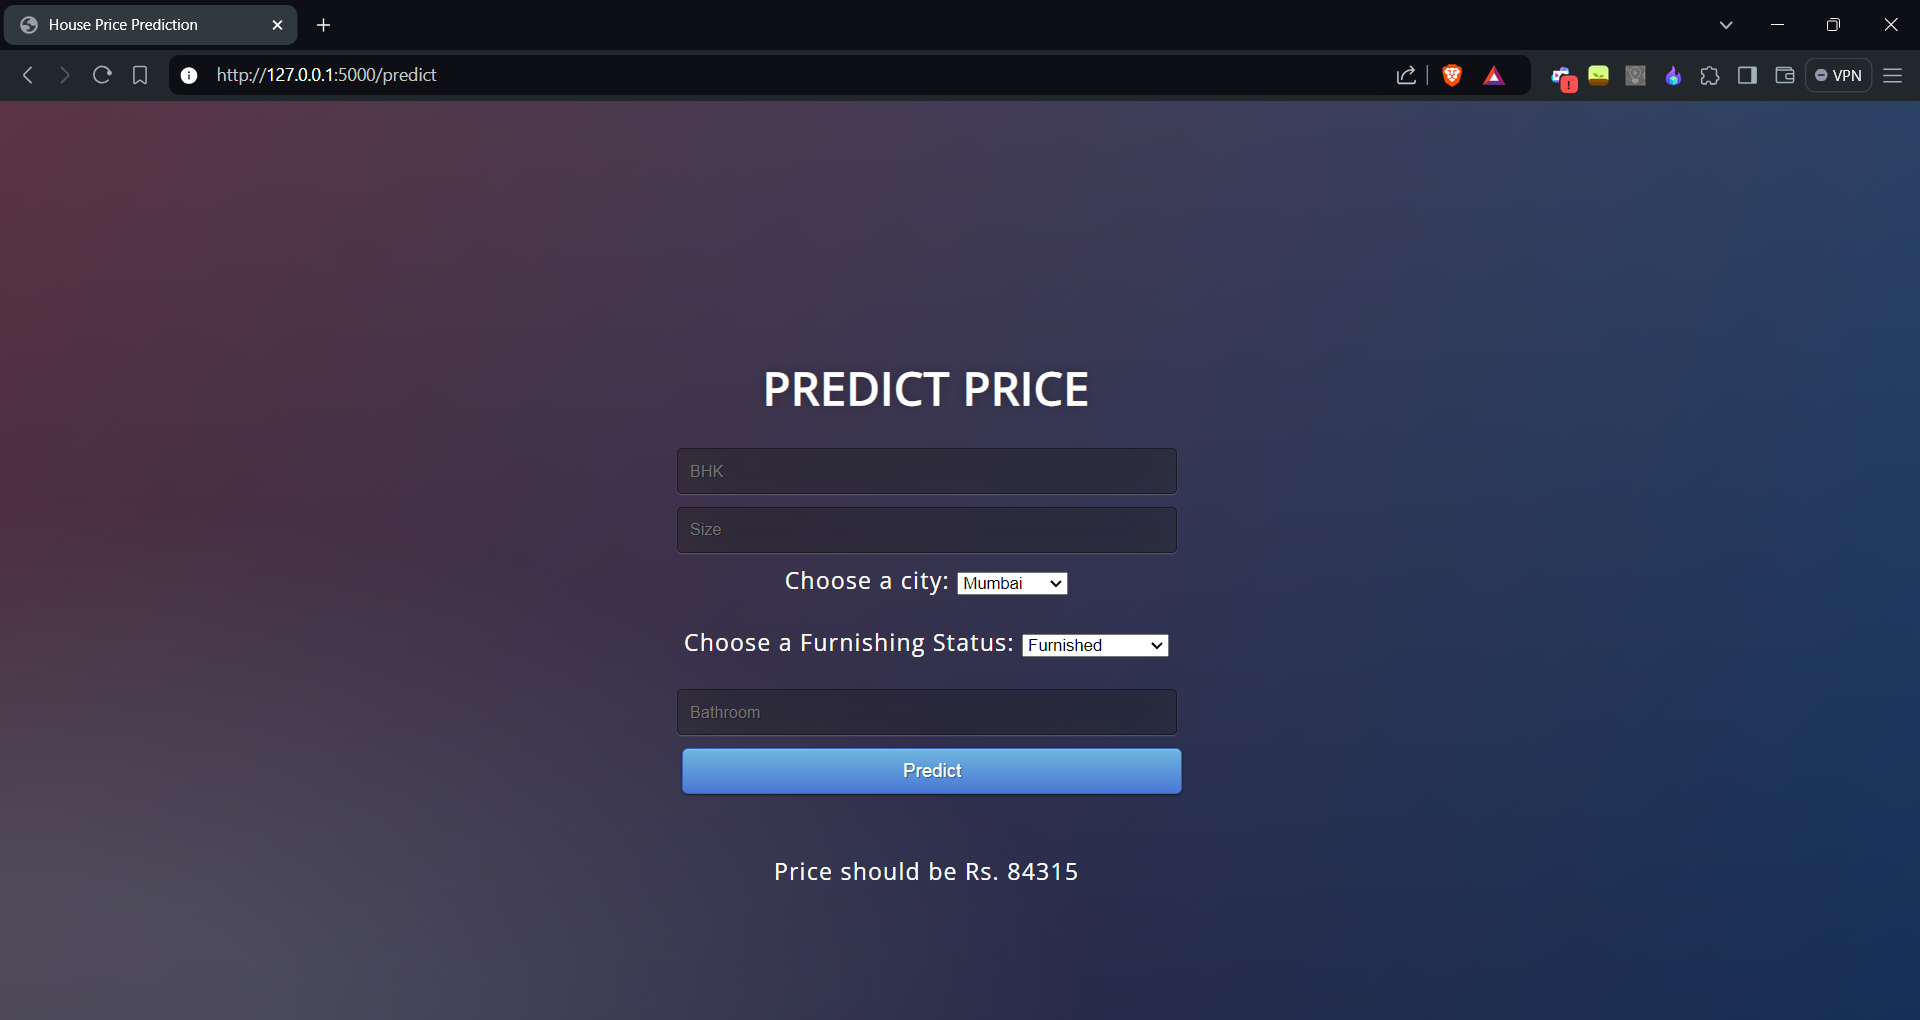 House Price Prediction
http://127.0.0.1:5000/predict
VPN
PREDICT PRICE
BHK
Size
Choose a city: Mumbai
Choose a Furnishing Status: Furnished
Bathroom
Predict
Price should be Rs. 84315